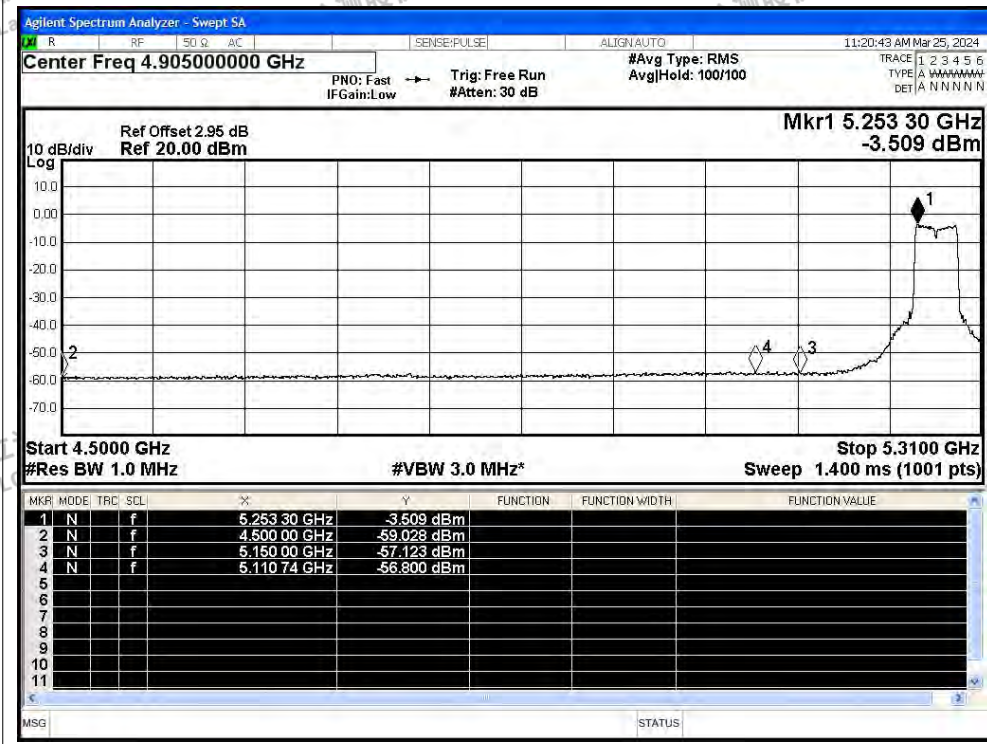 Agilent Spectrum Analyzer - Swept SA
R RF 50 Ω AC SENSE:PULSE ALIGN AUTO 11:20:43 AM Mar 25, 2024
Center Freq 4.905000000 GHz #Avg Type: RMS TRACE 1 2 3 4 5 6
PNO: Fast Trig: Free Run Avg|Hold: 100/100 TYPE A WWWWW
IFGain:Low #Atten: 30 dB DET A N N N N N
Mkr1 5.253 30 GHz
Ref Offset 2.95 dB
10 dB/div Ref 20.00 dBm -3.509 dBm
Log
10.0
0.00
-10.0
-20.0
-30.0
-40.0
-50.0
-60.0
-70.0
1
2
4
3
Start 4.5000 GHz Stop 5.3100 GHz
#Res BW 1.0 MHz #VBW 3.0 MHz* Sweep 1.400 ms (1001 pts)
MKR MODE TRC SCL X Y FUNCTION FUNCTION WIDTH FUNCTION VALUE
1 N f 5.253 30 GHz -3.509 dBm
2 N f 4.500 00 GHz -59.028 dBm
3 N f 5.150 00 GHz -57.123 dBm
4 N f 5.110 74 GHz -56.800 dBm
5
6
7
8
9
10
11
MSG STATUS